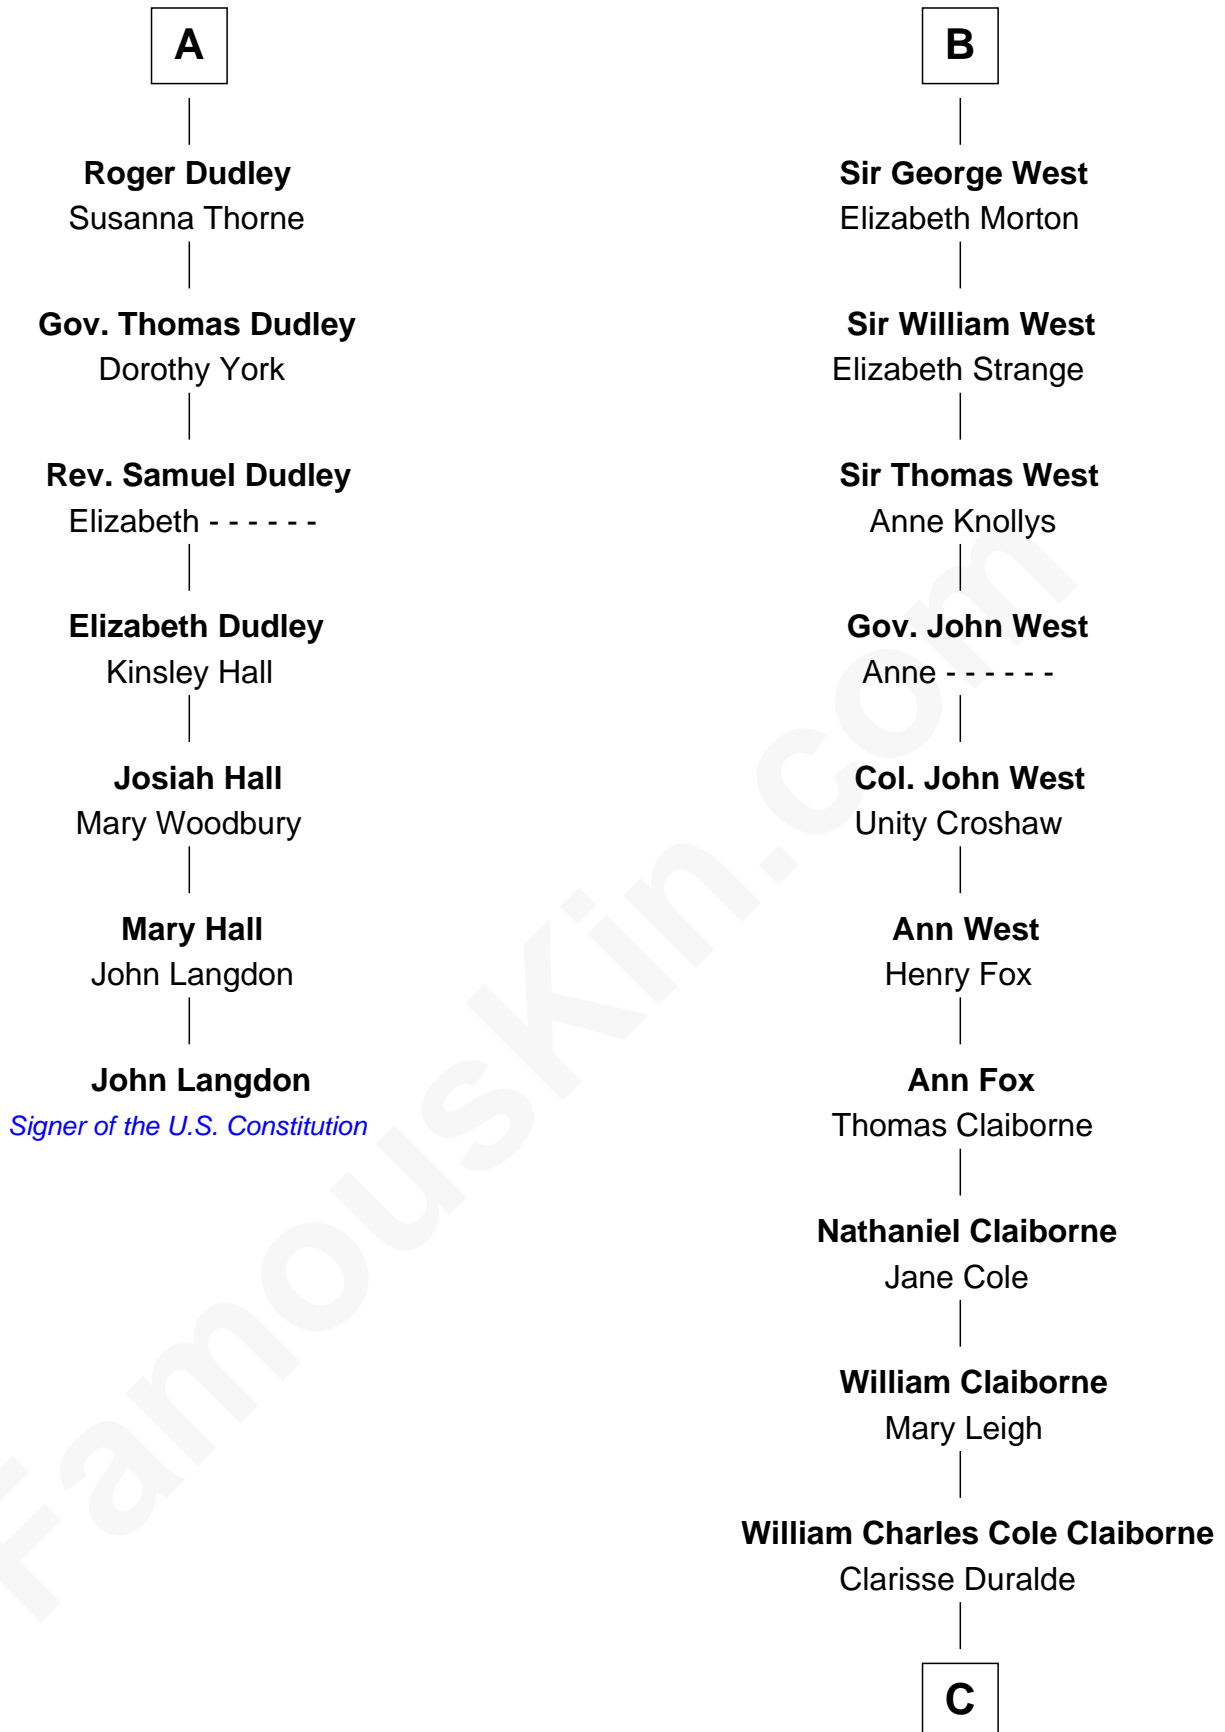 A
Roger Dudley
Susanna Thorne
Gov. Thomas Dudley
Dorothy York
Rev. Samuel Dudley
Elizabeth - - - - - -
Elizabeth Dudley
Kinsley Hall
Josiah Hall
Mary Woodbury
Mary Hall
John Langdon
John Langdon
Signer of the U.S. Constitution
B
Sir George West
Elizabeth Morton
Sir William West
Elizabeth Strange
Sir Thomas West
Anne Knollys
Gov. John West
Anne - - - - - -
Col. John West
Unity Croshaw
Ann West
Henry Fox
Ann Fox
Thomas Claiborne
Nathaniel Claiborne
Jane Cole
William Claiborne
Mary Leigh
William Charles Cole Claiborne
Clarisse Duralde
C
FamousKin.com